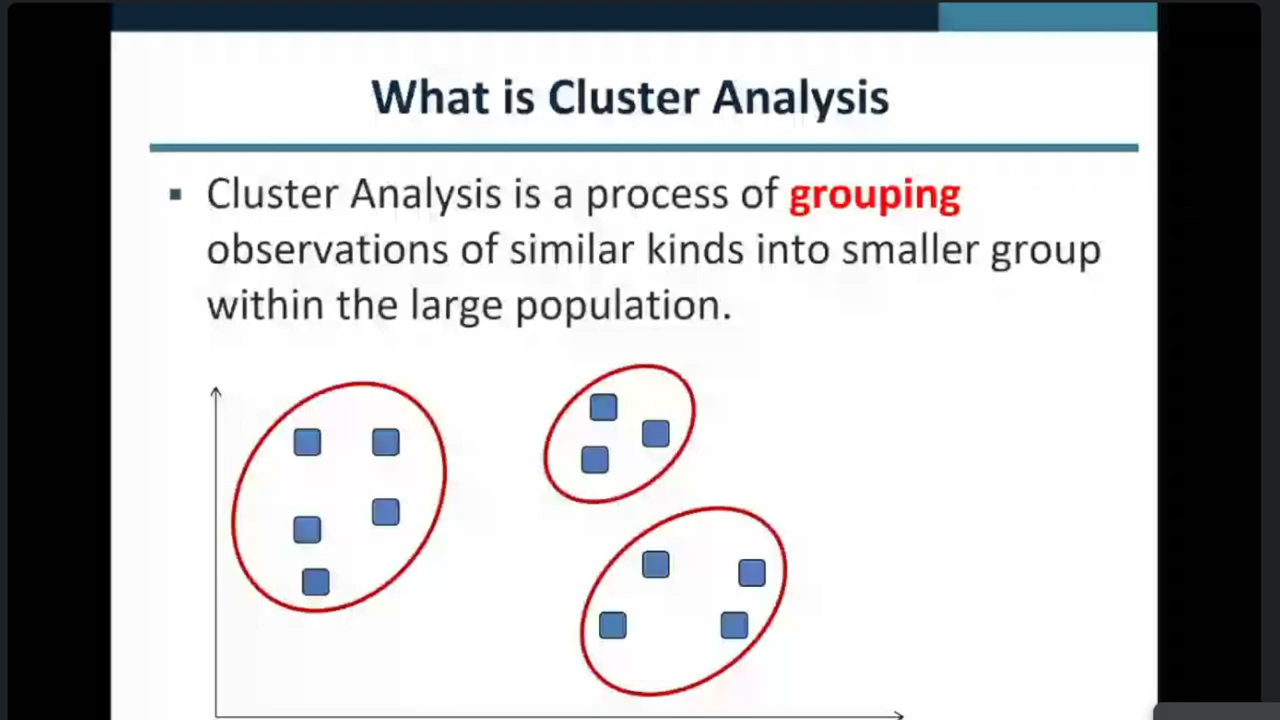 What is Cluster Analysis
▪ Cluster Analysis is a process of grouping
observations of similar kinds into smaller group
within the large population.